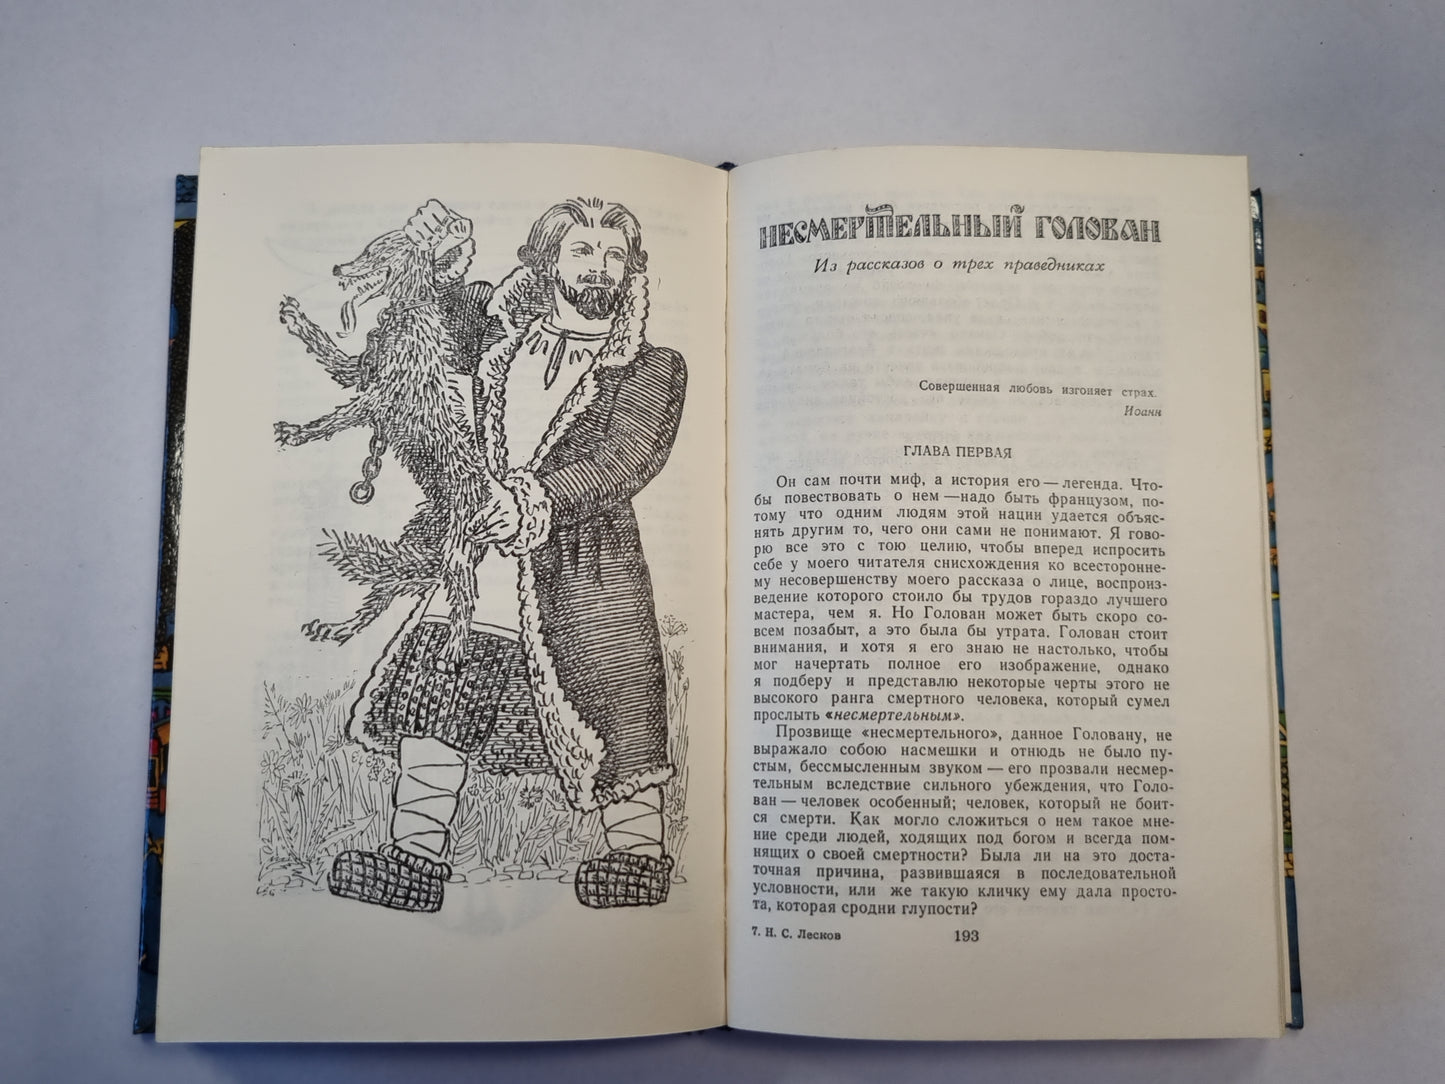 НЕСМЕРТЕЛЬНЫЙ ГОЛОВАН
Из рассказов о трех праведниках
Совершенная любовь изгоняет страх.
Иоанн
ГЛАВА ПЕРВАЯ
Он сам почти миф, а история его — легенда. Что-
бы повествовать о нем — надо быть французом, по-
тому что одним людям этой нации удается объяс-
нять другим то, чего они сами не понимают. Я гово-
рю все это с тою целию, чтобы вперед испросить
себе у моего читателя снисхождения ко всесторонне-
му несовершенству моего рассказа о лице, воспроиз-
ведение которого стоило бы трудов гораздо лучшего
мастера, чем я. Но Голован может быть скоро со-
всем позабыт, а это была бы утрата. Голован стоит
внимания, и хотя я его знаю не настолько, чтобы
мог начертать полное его изображение, однако
я подберу и представлю некоторые черты этого не
высокого ранга смертного человека, который сумел
прослыть «несмертельным».
Прозвище «несмертельного», данное Головану, не
выражало собою насмешки и отнюдь не было пу-
стым, бессмысленным звуком — его прозвали несмер-
тельным вследствие сильного убеждения, что Голо-
ван — человек особенный; человек, который не боит-
ся смерти. Как могло сложиться о нем такое мне-
ние среди людей, ходящих под богом и всегда пом-
нящих о своей смертности? Была ли на это доста-
точная причина, развившаяся в последовательной
условности, или же такую кличку ему дала просто-
та, которая сродни глупости?
7. Н. С. Лесков
193